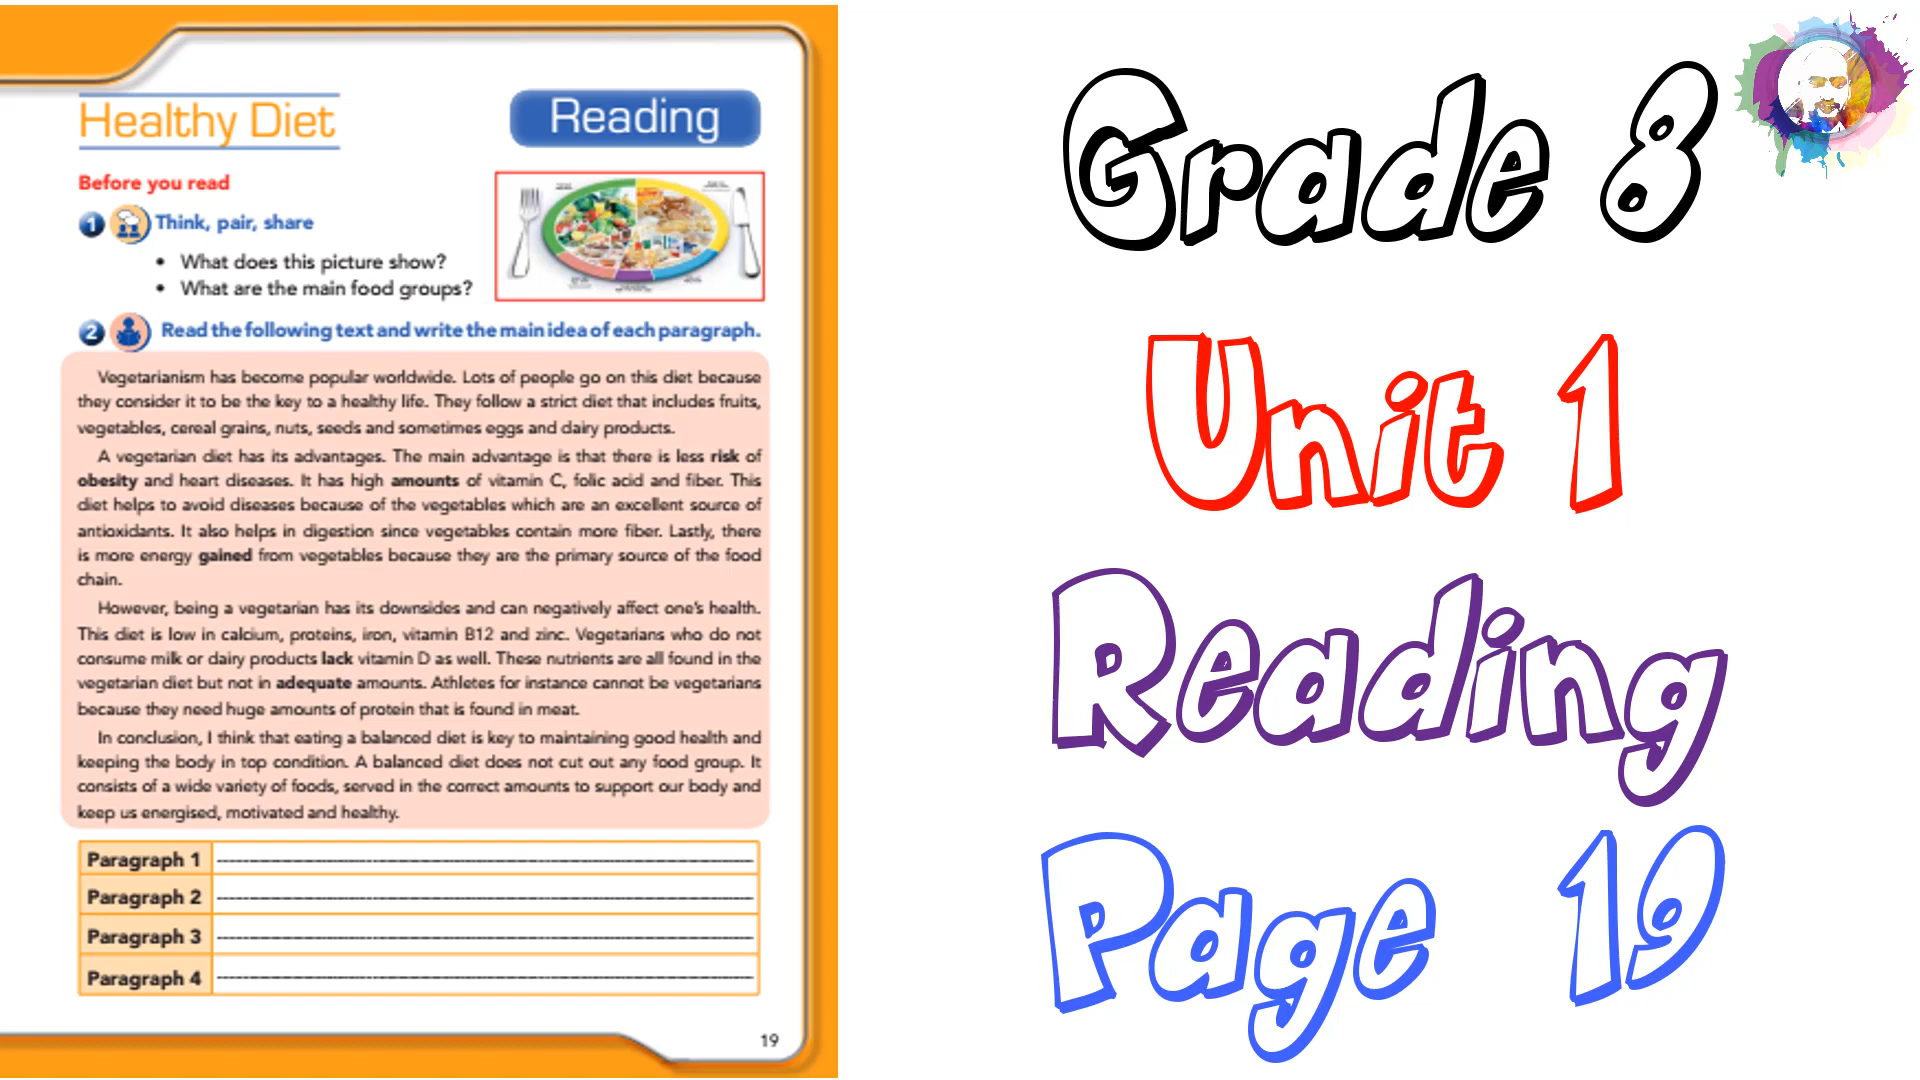 Healthy Diet
Reading
Before you read
1 Think, pair, share
• What does this picture show?
• What are the main food groups?
2 Read the following text and write the main idea of each paragraph.
Vegetarianism has become popular worldwide. Lots of people go on this diet because
they consider it to be the key to a healthy life. They follow a strict diet that includes fruits,
vegetables, cereal grains, nuts, seeds and sometimes eggs and dairy products.
A vegetarian diet has its advantages. The main advantage is that there is less risk of
obesity and heart diseases. It has high amounts of vitamin C, folic acid and fiber. This
diet helps to avoid diseases because of the vegetables which are an excellent source of
antioxidants. It also helps in digestion since vegetables contain more fiber. Lastly, there
is more energy gained from vegetables because they are the primary source of the food
chain.
However, being a vegetarian has its downsides and can negatively affect one's health.
This diet is low in calcium, proteins, iron, vitamin B12 and zinc. Vegetarians who do not
consume milk or dairy products lack vitamin D as well. These nutrients are all found in the
vegetarian diet but not in adequate amounts. Athletes for instance cannot be vegetarians
because they need huge amounts of protein that is found in meat.
In conclusion, I think that eating a balanced diet is key to maintaining good health and
keeping the body in top condition. A balanced diet does not cut out any food group. It
consists of a wide variety of foods, served in the correct amounts to support our body and
keep us energised, motivated and healthy.
Paragraph 1
Paragraph 2
Paragraph 3
Paragraph 4
19
Grade 8
Unit 1
Reading
Page 19